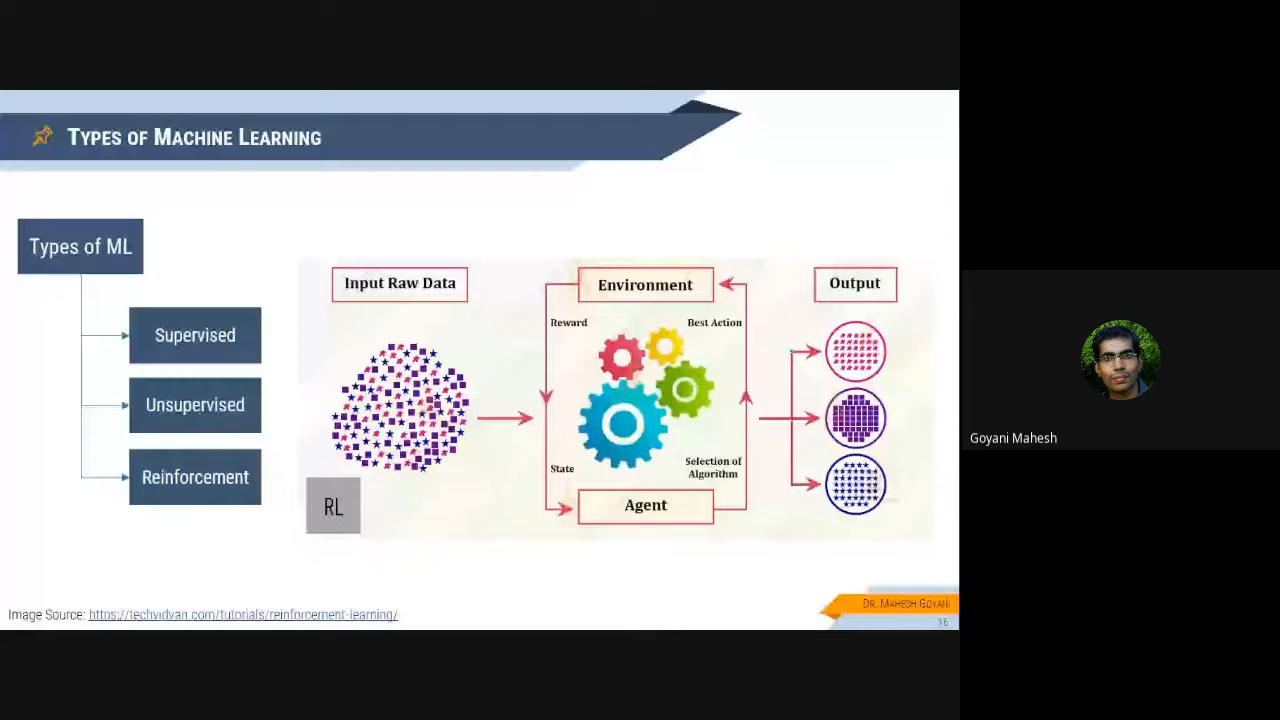 TYPES OF MACHINE LEARNING
Types of ML
Supervised
Unsupervised
Reinforcement
Input Raw Data
RL
Environment
Reward
Best Action
State
Selection of
Algorithm
Agent
Output
Image Source: https://techvidvan.com/tutorials/reinforcement-learning/
DR. MAHESH GOYANI
16
Goyani Mahesh